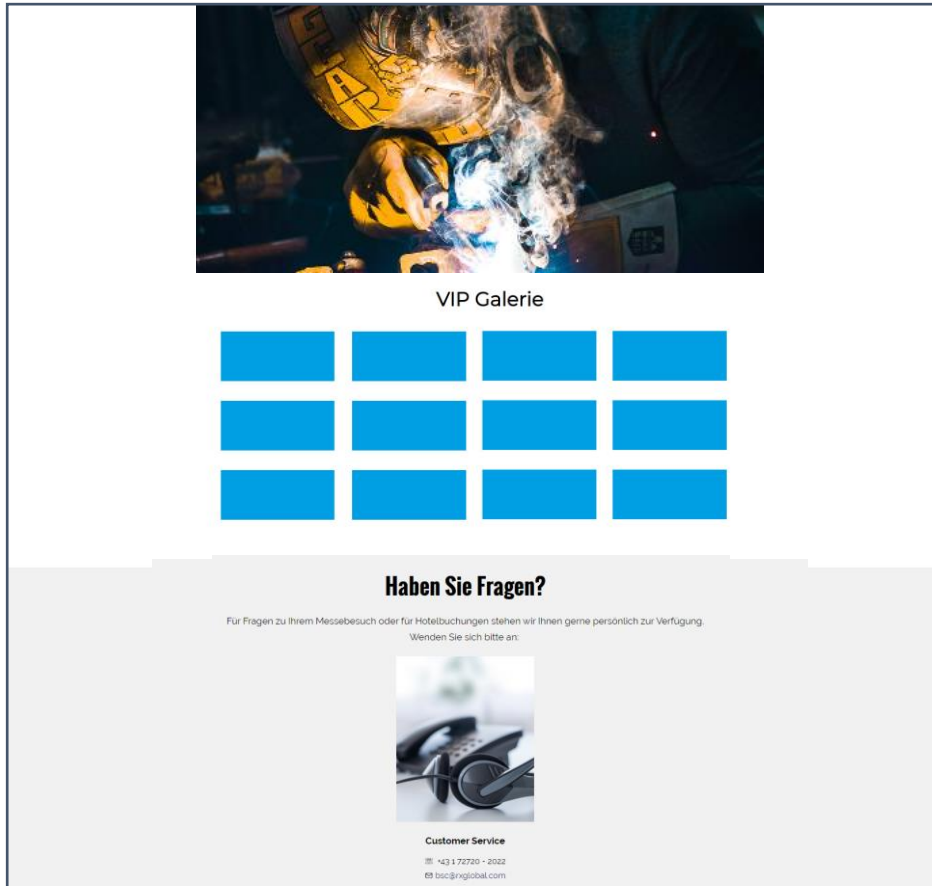 VIP Galerie
Haben Sie Fragen?
Für Fragen zu Ihrem Messebesuch oder für Hotelbuchungen stehen wir Ihnen gerne persönlich zur Verfügung.
Wenden Sie sich bitte an:
Customer Service
+43 1 72720 - 2022
bsc@rxglobal.com